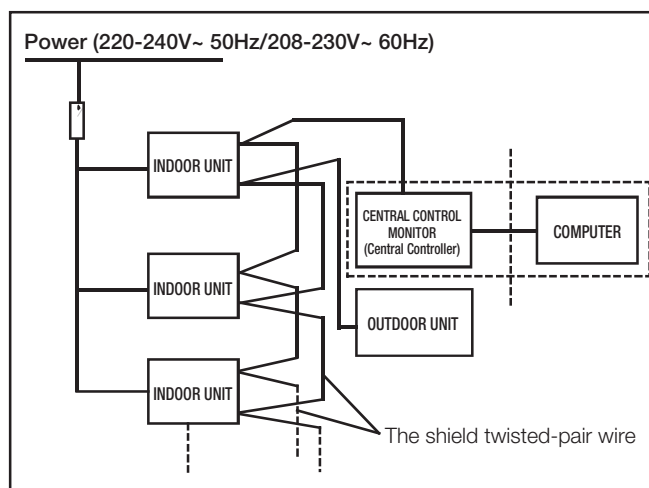 Power (220-240V~ 50Hz/208-230V~ 60Hz)
INDOOR UNIT
CENTRAL CONTROL
MONITOR
(Central Controller)
COMPUTER
INDOOR UNIT
OUTDOOR UNIT
INDOOR UNIT
The shield twisted-pair wire